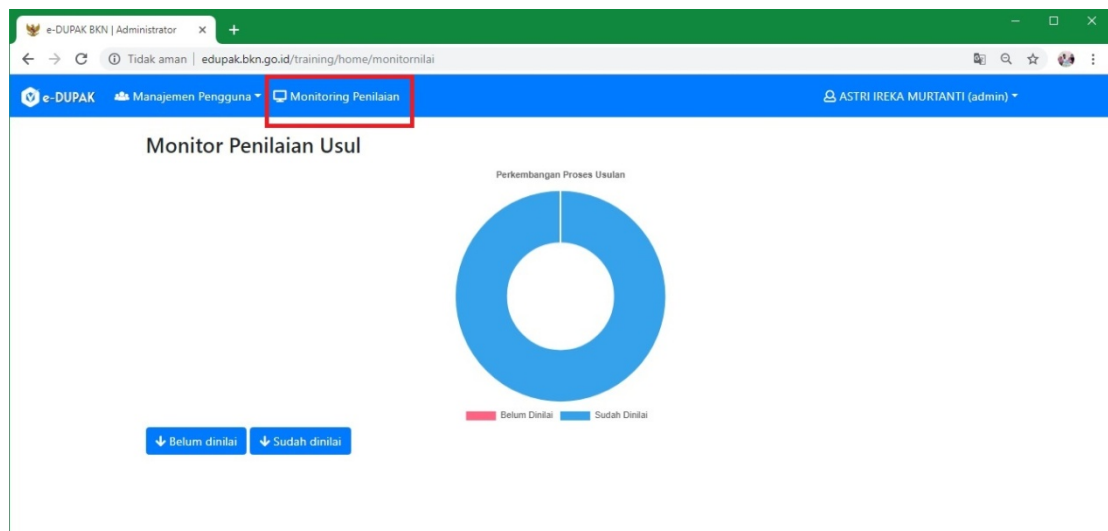 e-DUPAK BKN | Administrator
Tidak aman | edupak.bkn.go.id/training/home/monitornilai
e-DUPAK Manajemen Pengguna Monitoring Penilaian ASTRI IREKA MURTANTI (admin)
Monitor Penilaian Usul
Perkembangan Proses Usulan
Belum Dinilai Sudah Dinilai
Belum dinilai Sudah dinilai